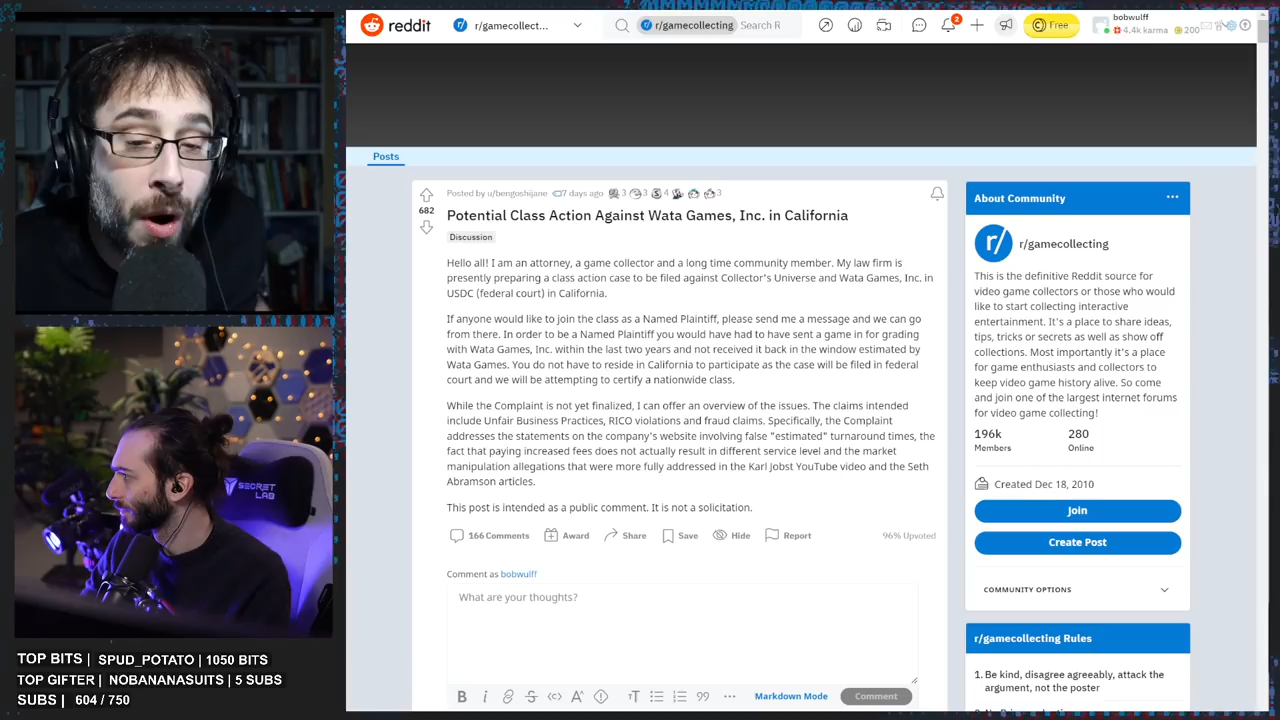 reddit
r/gamecollect...
r/gamecollecting Search R
2
Free
bobwulff
4.4k karma
200
Posts
Posted by u/bengoshijane
7 days ago
3
3
4
3
682
Potential Class Action Against Wata Games, Inc. in California
Discussion
Hello all! I am an attorney, a game collector and a long time community member. My law firm is
presently preparing a class action case to be filed against Collector's Universe and Wata Games, Inc. in
USDC (federal court) in California.
If anyone would like to join the class as a Named Plaintiff, please send me a message and we can go
from there. In order to be a Named Plaintiff you would have had to have sent a game in for grading
with Wata Games, Inc. within the last two years and not received it back in the window estimated by
Wata Games. You do not have to reside in California to participate as the case will be filed in federal
court and we will be attempting to certify a nationwide class.
While the Complaint is not yet finalized, I can offer an overview of the issues. The claims intended
include Unfair Business Practices, RICO violations and fraud claims. Specifically, the Complaint
addresses the statements on the company's website involving false "estimated" turnaround times, the
fact that paying increased fees does not actually result in different service level and the market
manipulation allegations that were more fully addressed in the Karl Jobst YouTube video and the Seth
Abramson articles.
This post is intended as a public comment. It is not a solicitation.
166 Comments
Award
Share
Save
Hide
Report
96% Upvoted
Comment as bobwulff
What are your thoughts?
Markdown Mode
Comment
About Community
r/gamecollecting
This is the definitive Reddit source for
video game collectors or those who would
like to start collecting interactive
entertainment. It's a place to share ideas,
tips, tricks or secrets as well as show off
collections. Most importantly it's a place
for game enthusiasts and collectors to
keep video game history alive. So come
and join one of the largest internet forums
for video game collecting!
196k
280
Members
Online
Created Dec 18, 2010
Join
Create Post
COMMUNITY OPTIONS
r/gamecollecting Rules
1. Be kind, disagree agreeably, attack the
argument, not the poster
SECRET
LAB
TOP BITS | SPUD_POTATO | 1050 BITS
TOP GIFTER | NOBANANASUITS | 5 SUBS
SUBS | 604 / 750